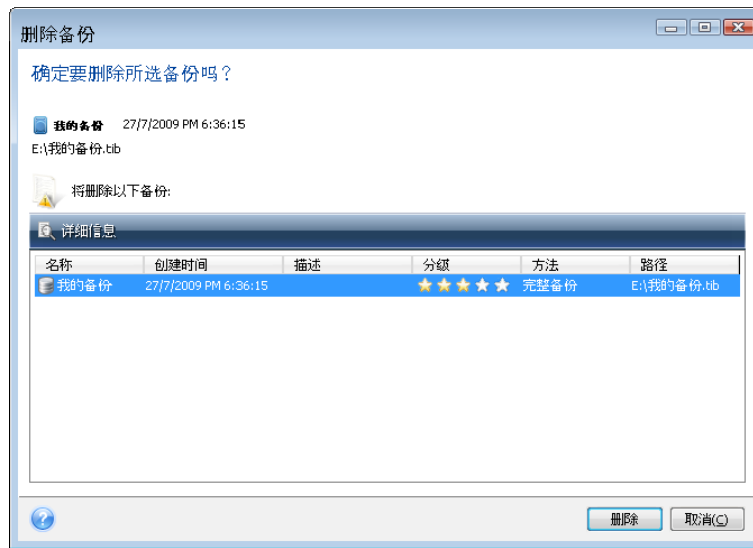 删除备份
确定要删除所选备份吗？
我的备份 27/7/2009 PM 6:36:15
E:\我的备份.tib
将删除以下备份:
详细信息
名称 创建时间 描述 分级 方法 路径
我的备份 27/7/2009 PM 6:36:15 完整备份 E:\我的备份.tib
删除 取消(C)